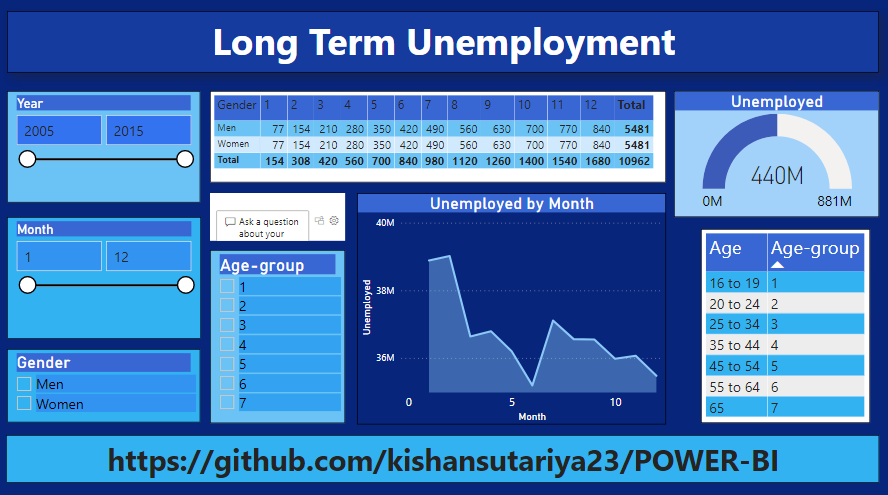 Long Term Unemployment
Year
2005 2015
Month
1 12
Gender
Men
Women
Gender 1 2 3 4 5 6 7 8 9 10 11 12 Total
Men 77 154 210 280 350 420 490 560 630 700 770 840 5481
Women 77 154 210 280 350 420 490 560 630 700 770 840 5481
Total 154 308 420 560 700 840 980 1120 1260 1400 1540 1680 10962
Ask a question
about your
Age-group
1
2
3
4
5
6
7
Unemployed by Month
40M
38M
36M
Unemployed
0 5 10
Month
Unemployed
440M
0M 881M
Age Age-group
16 to 19 1
20 to 24 2
25 to 34 3
35 to 44 4
45 to 54 5
55 to 64 6
65 7
https://github.com/kishansutariya23/POWER-BI